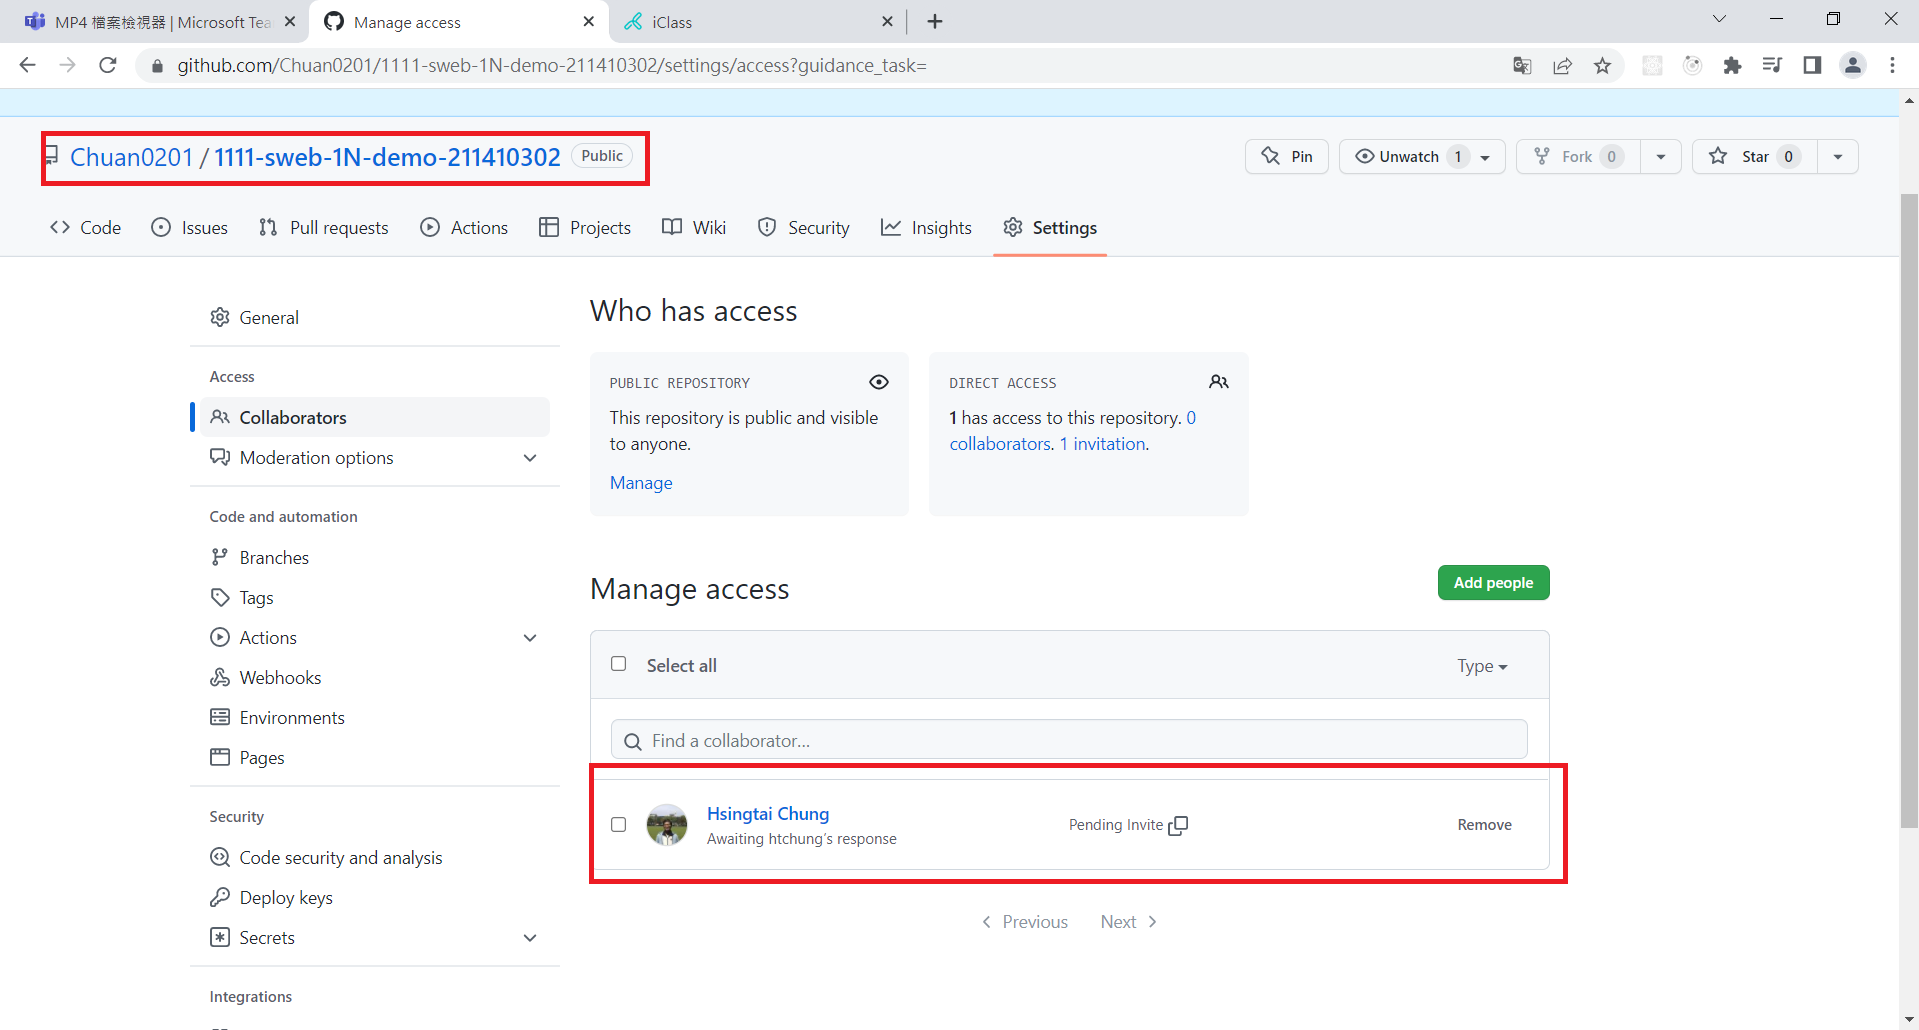 MP4 檔案檢視器 | Microsoft Tea
Manage access
iClass
github.com/Chuan0201/1111-sweb-1N-demo-211410302/settings/access?guidance_task=
Chuan0201 / 1111-sweb-1N-demo-211410302 Public
Pin
Unwatch 1
Fork 0
Star 0
Code
Issues
Pull requests
Actions
Projects
Wiki
Security
Insights
Settings
General
Access
Collaborators
Moderation options
Code and automation
Branches
Tags
Actions
Webhooks
Environments
Pages
Security
Code security and analysis
Deploy keys
Secrets
Integrations
Who has access
PUBLIC REPOSITORY
This repository is public and visible
to anyone.
Manage
DIRECT ACCESS
1 has access to this repository. 0
collaborators. 1 invitation.
Manage access
Add people
Select all
Type
Find a collaborator...
Hsingtai Chung
Awaiting htchung's response
Pending Invite
Remove
Previous
Next